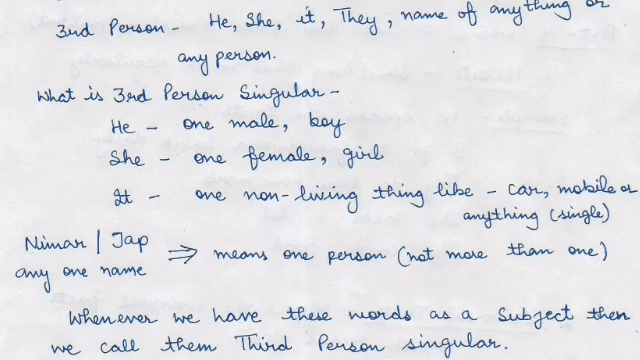 3rd Person - He, She, it, They, name of anything or
any person.
What is 3rd Person Singular -
He - one male, boy
She - one female, girl
It - one non-living thing like - car, mobile or
anything (single)
Nimar | Jap ⇒ means one person (not more than one)
any one name
Whenever we have these words as a Subject then
we call them Third Person singular.